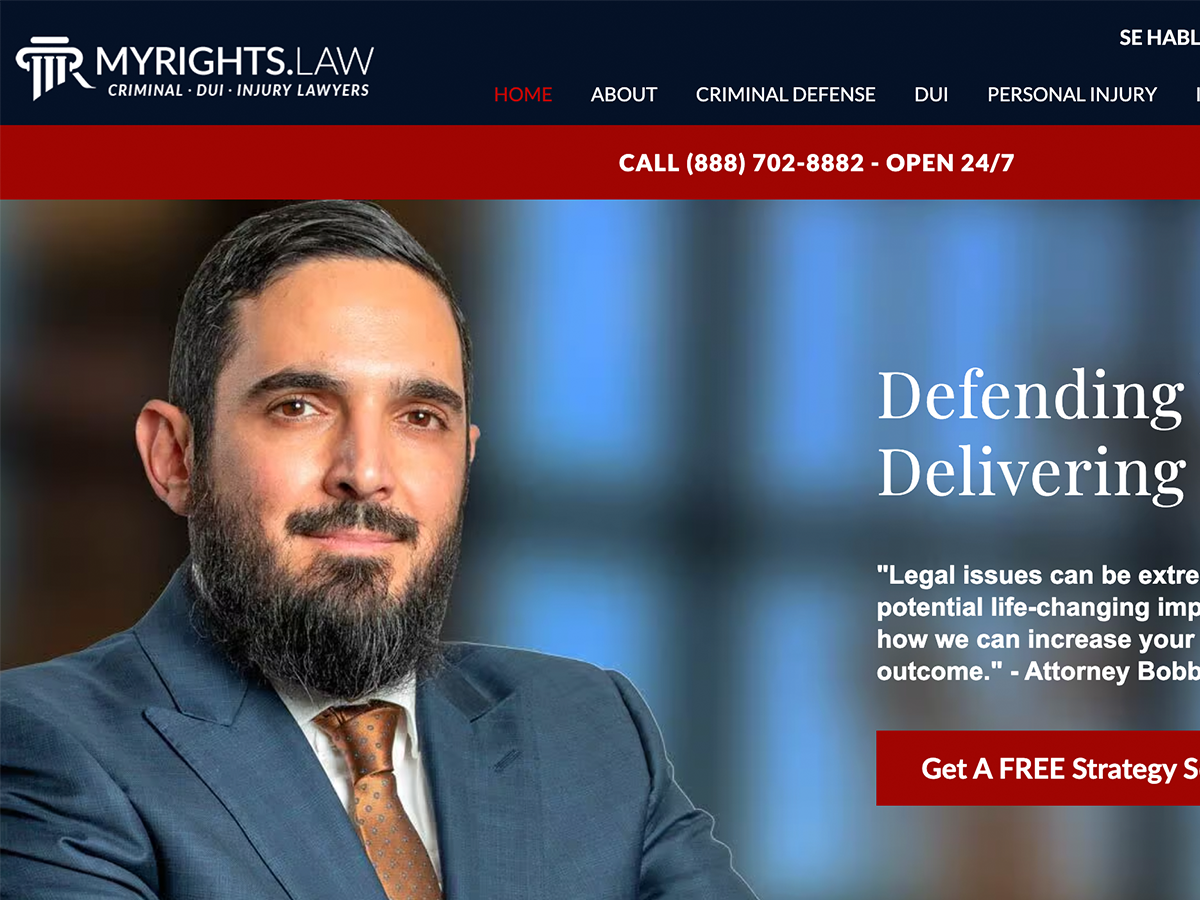 MYRIGHTS.LAW
CRIMINAL · DUI · INJURY LAWYERS
SE HABL
HOME ABOUT CRIMINAL DEFENSE DUI PERSONAL INJURY
CALL (888) 702-8882 - OPEN 24/7
Defending
Delivering
"Legal issues can be extre
potential life-changing imp
how we can increase your
outcome." - Attorney Bobb
Get A FREE Strategy S